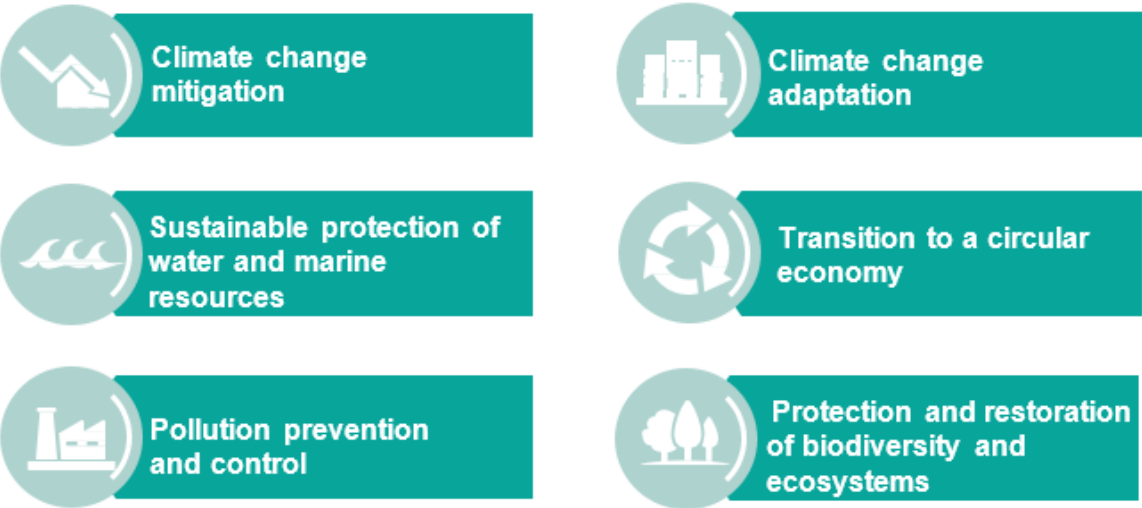 Climate change
mitigation
Climate change
adaptation
Sustainable protection of
water and marine
resources
Transition to a circular
economy
Pollution prevention
and control
Protection and restoration
of biodiversity and
ecosystems